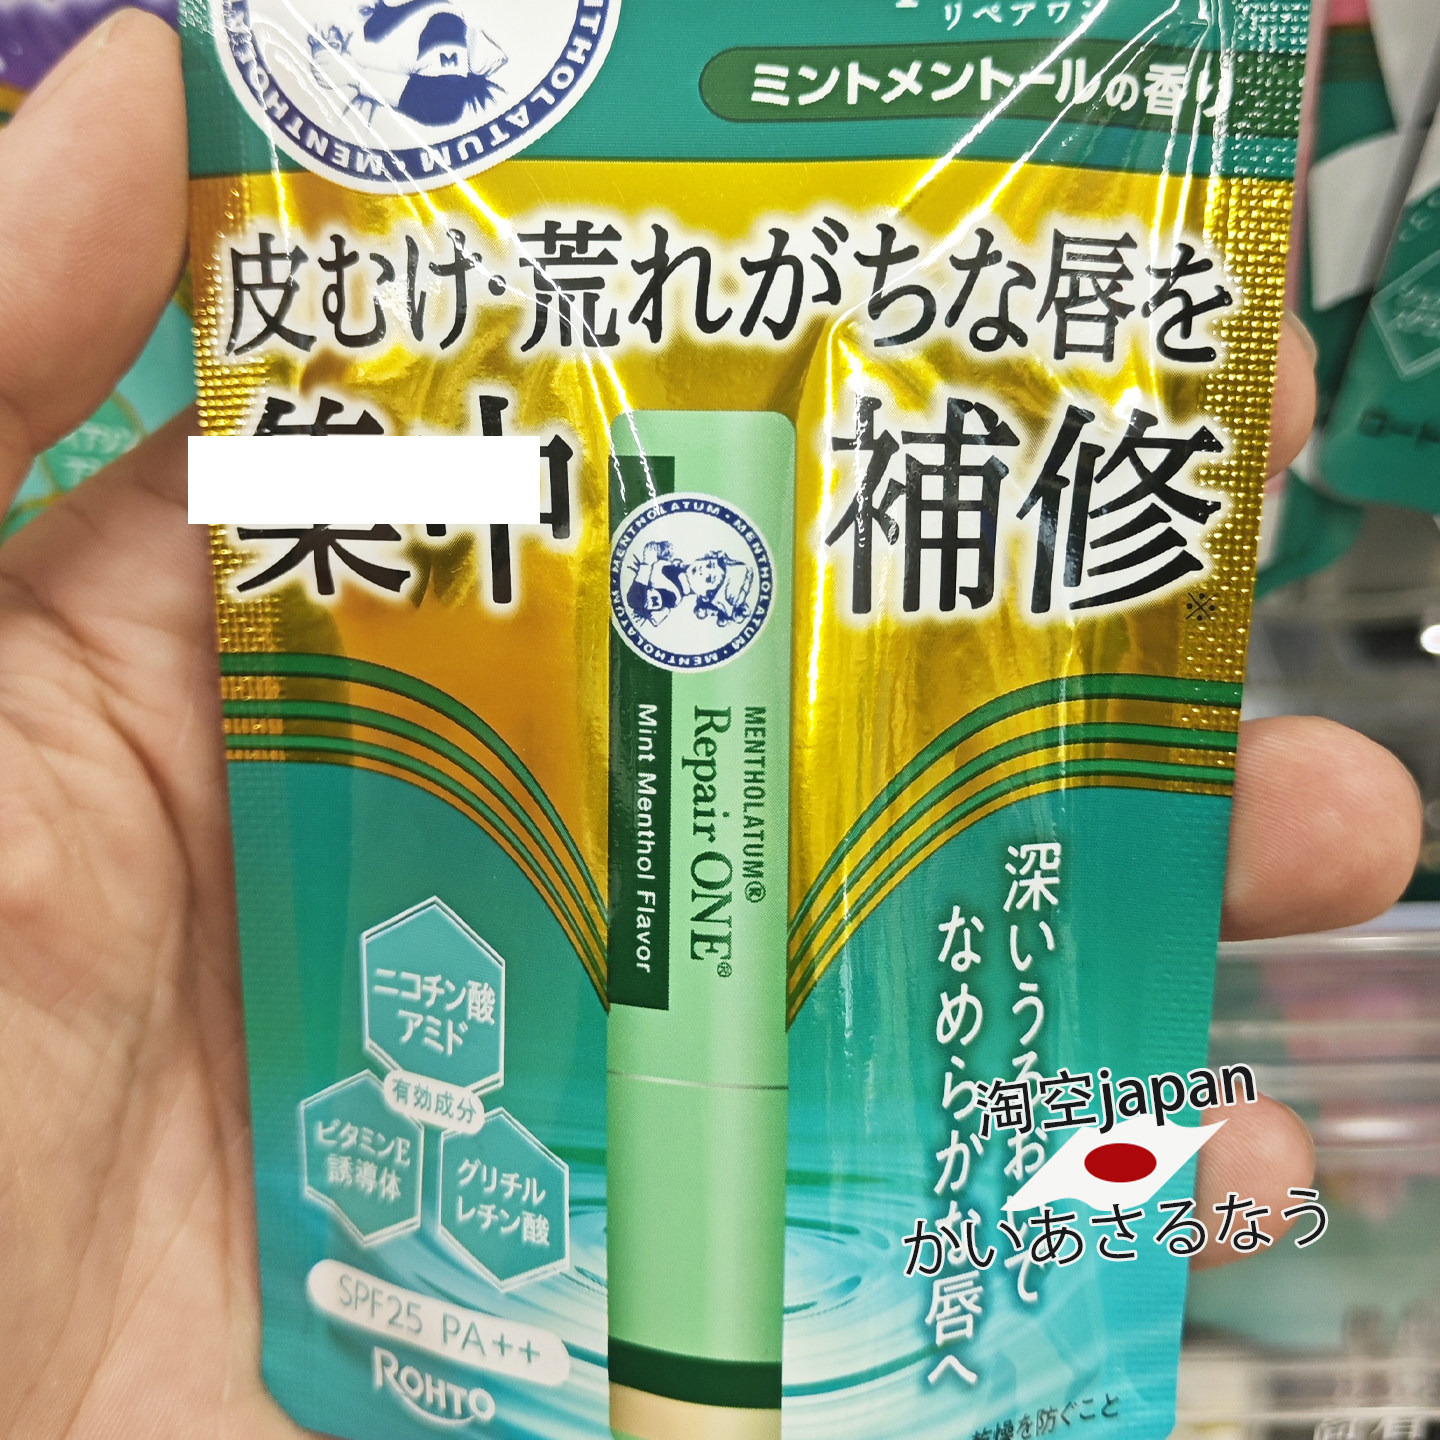 リペアワン
ミントメントールの香り
MENTHOLATUM・MENTHOLATUM
皮むけ・荒れがちな唇を
集中
補修※
MENTHOLATUM・MENTHOLATUM・MENTHOLATUM・MENTHOLATUM
M
MENTHOLATUM®
Repair ONE®
Mint Menthol Flavor
深いうるおいで
なめらかな唇へ
ニコチン酸
アミド
有効成分
ビタミンE
誘導体
グリチル
レチン酸
SPF25 PA++
ROHTO
乾燥を防ぐこと
淘空japan
かいあさるなう